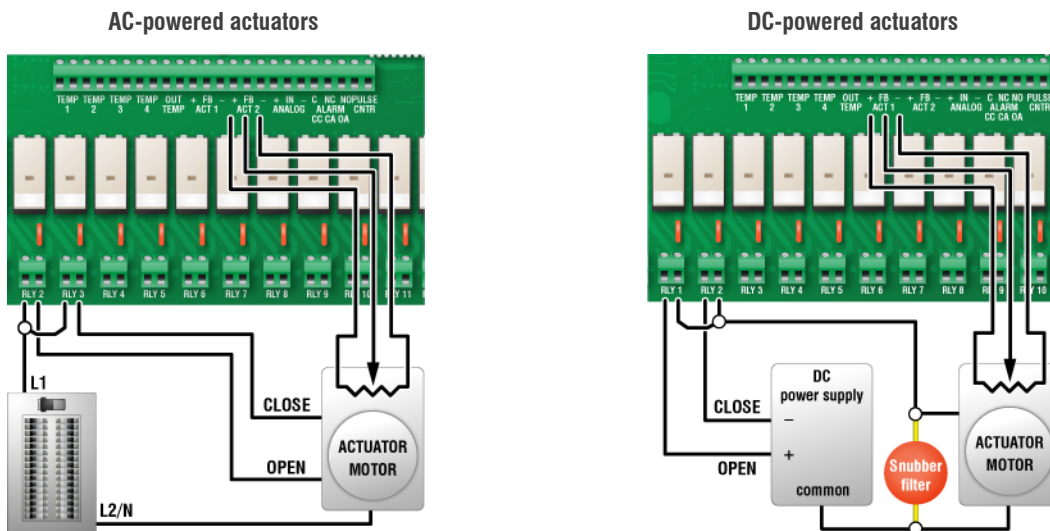 AC-powered actuators
TEMP 1 TEMP 2 TEMP 3 TEMP 4 OUT TEMP + FB - ACT 1 + FB - ACT 2 + IN - ANALOG C NC NO ALARM CC CA OA PULSE CNTR
RLY 2 RLY 3 RLY 4 RLY 5 RLY 6 RLY 7 RLY 8 RLY 9 RLY 10 RLY 11
L1
CLOSE
OPEN
ACTUATOR
MOTOR
L2/N
DC-powered actuators
TEMP 1 TEMP 2 TEMP 3 TEMP 4 OUT TEMP + FB - ACT 1 + FB - ACT 2 + IN - ANALOG C NC NO ALARM CC CA OA PULSE CNTR
RLY 1 RLY 2 RLY 3 RLY 4 RLY 5 RLY 6 RLY 7 RLY 8 RLY 9 RLY 10
DC
power supply
CLOSE
–
+
OPEN
common
Snubber
filter
ACTUATOR
MOTOR